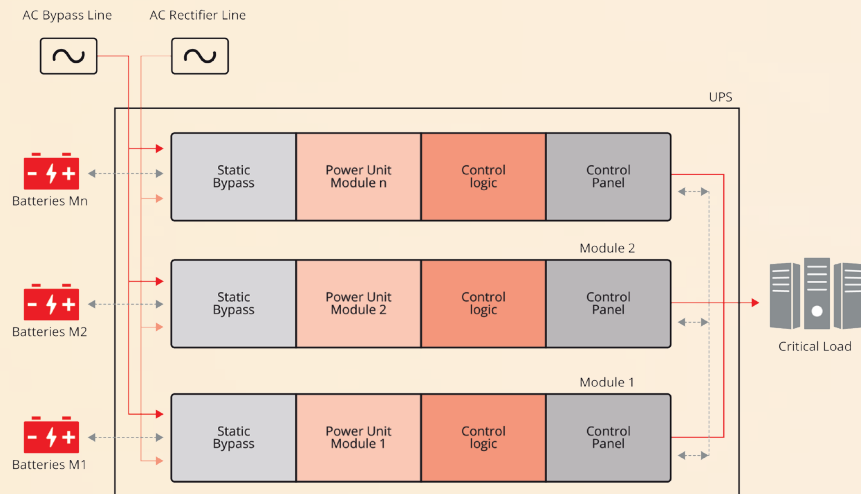 AC Bypass Line
AC Rectifier Line
UPS
Static
Bypass
Power Unit
Module n
Control
logic
Control
Panel
Batteries Mn
Module 2
Static
Bypass
Power Unit
Module 2
Control
logic
Control
Panel
Batteries M2
Critical Load
Module 1
Static
Bypass
Power Unit
Module 1
Control
logic
Control
Panel
Batteries M1